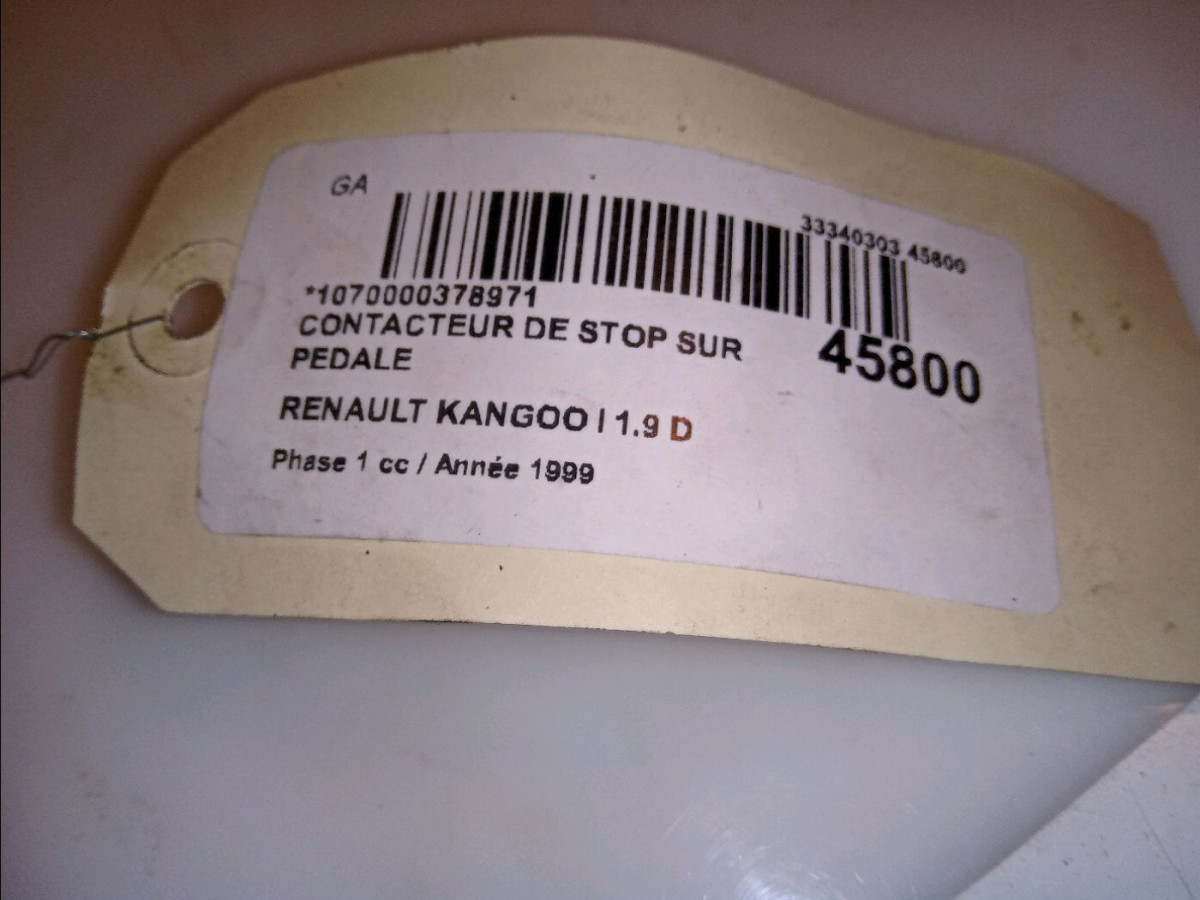 GA
33340303 45800
*1070000378971
CONTACTEUR DE STOP SUR
PEDALE
45800
RENAULT KANGOO I 1.9 D
Phase 1 cc / Année 1999